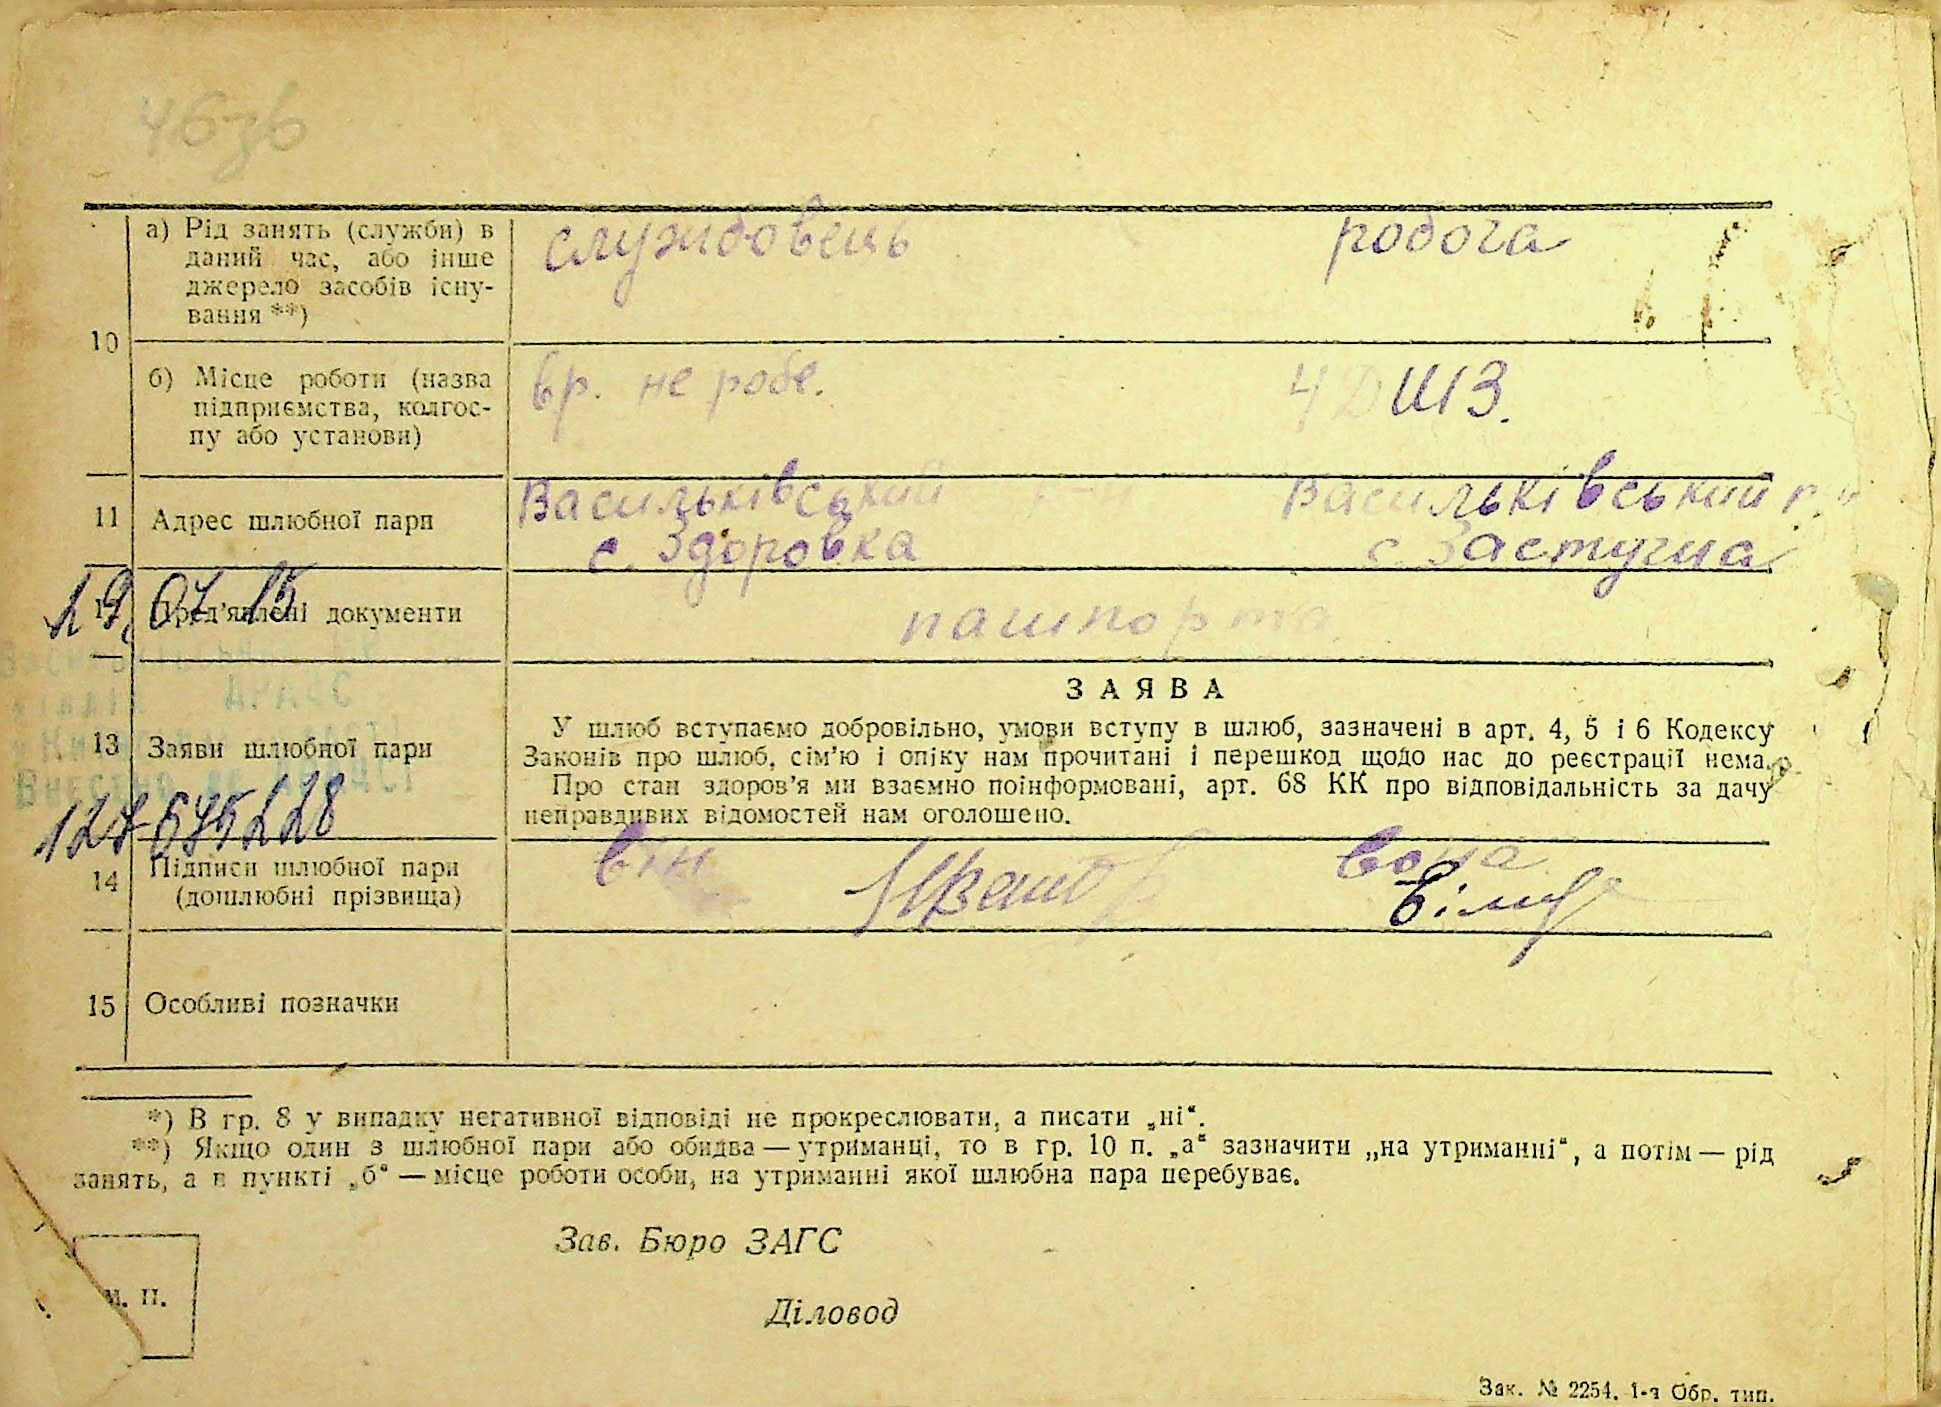 46зв
а) Рід занять (служби) в
даний час, або інше
джерело засобів існу-
вання **)
службовець
робоча
10
б) Місце роботи (назва
підприємства, колгос-
пу або установи)
вр. не робе.
ЧДШЗ.
11
Адрес шлюбної пари
Васильківський
с. Здоровка
Васильківський р.
с Застугна
19.07 15
Пред'явлені документи
пашпорта
13
Заяви шлюбної пари
ЗАЯВА
У шлюб вступаємо добровільно, умови вступу в шлюб, зазначені в арт. 4, 5 і 6 Кодексу
Законів про шлюб, сім'ю і опіку нам прочитані і перешкод щодо нас до реєстрації нема.
Про стан здоров'я ми взаємно поінформовані, арт. 68 КК про відповідальність за дачу
неправдивих відомостей нам оголошено.
14
Підписи шлюбної пари
(дошлюбні прізвища)
він
вона
15
Особливі позначки
*) В гр. 8 у випадку негативної відповіді не прокреслювати, а писати „ні“.
**) Якщо один з шлюбної пари або обидва — утриманці, то в гр. 10 п. „а“ зазначити „на утриманні“, а потім — рід
занять, а в пункті „б“ — місце роботи особи, на утриманні якої шлюбна пара перебуває.
Зав. Бюро ЗАГС
М. П.
Діловод
Зак. № 2254. 1-я Обр. тип.